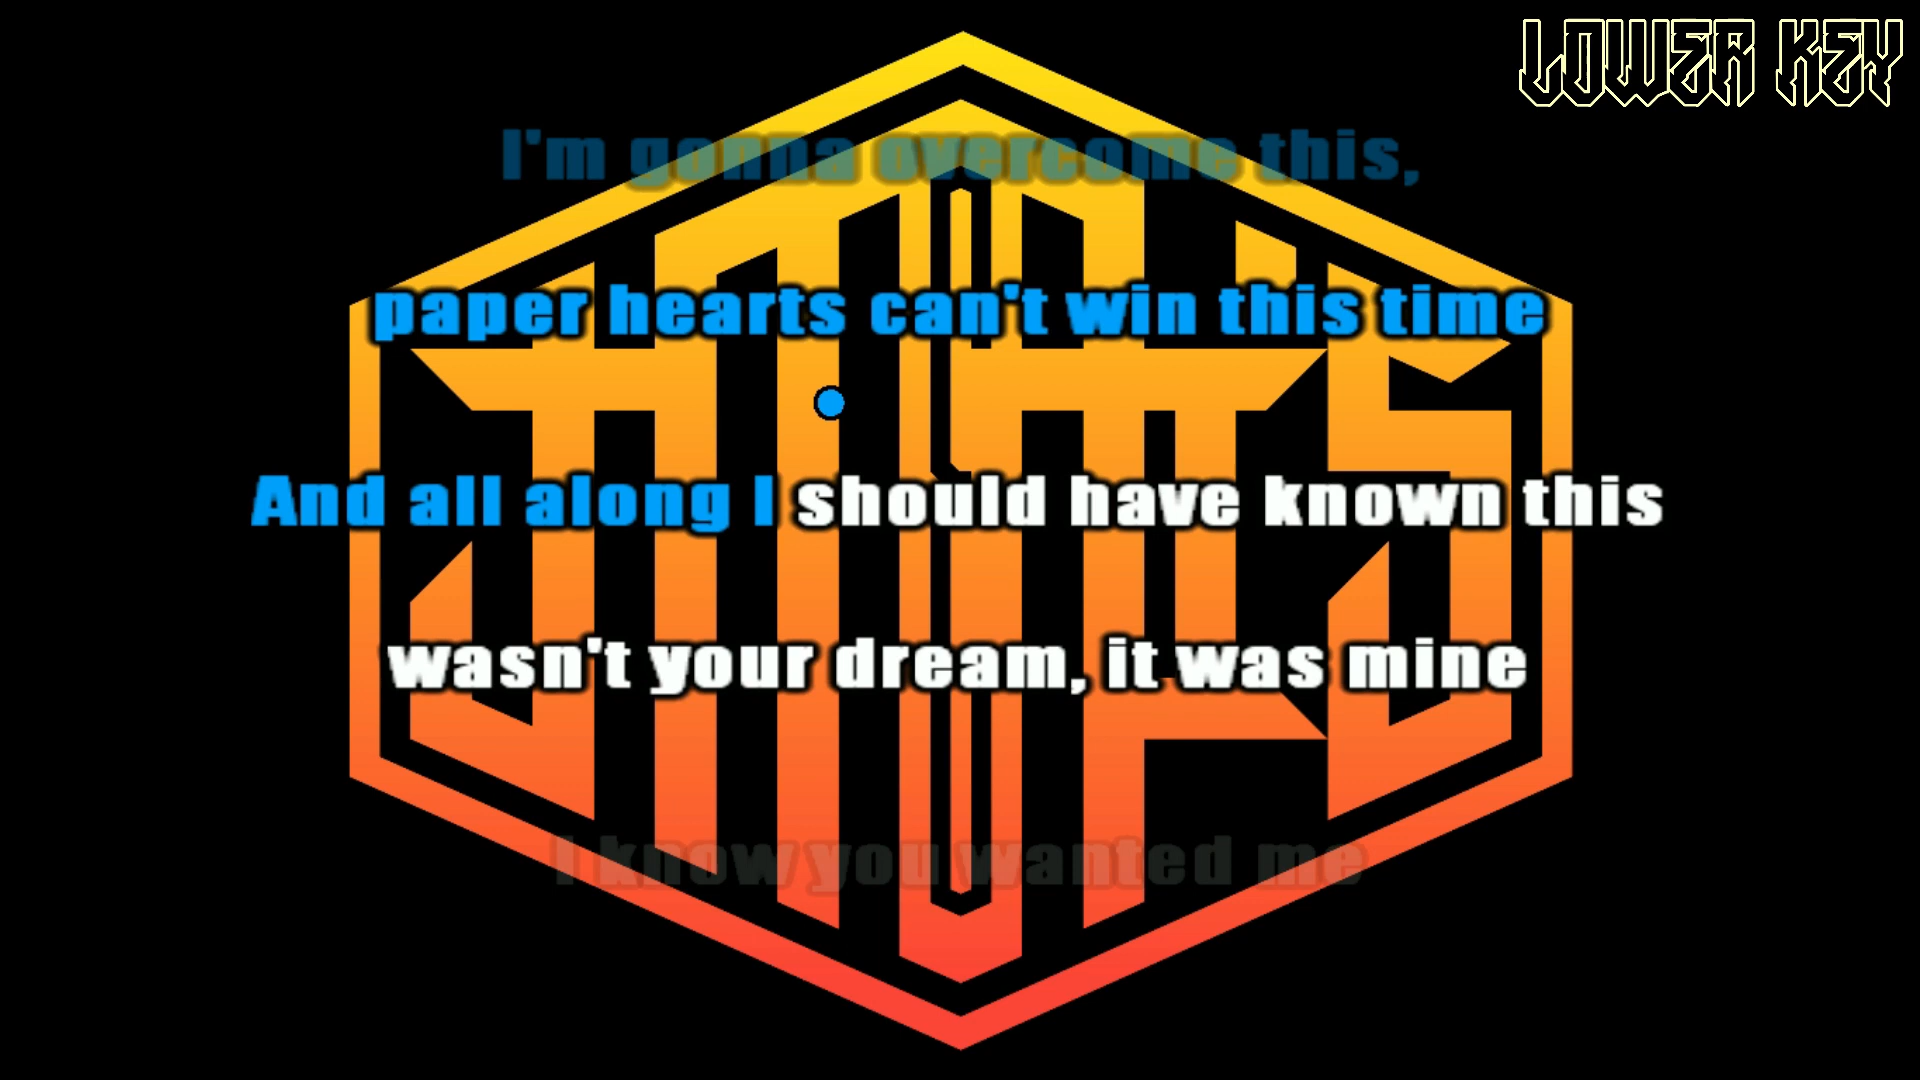 LOWER KEY
I'm gonna overcome this,
paper hearts can't win this time
And all along I should have known this
wasn't your dream, it was mine
I know you wanted me